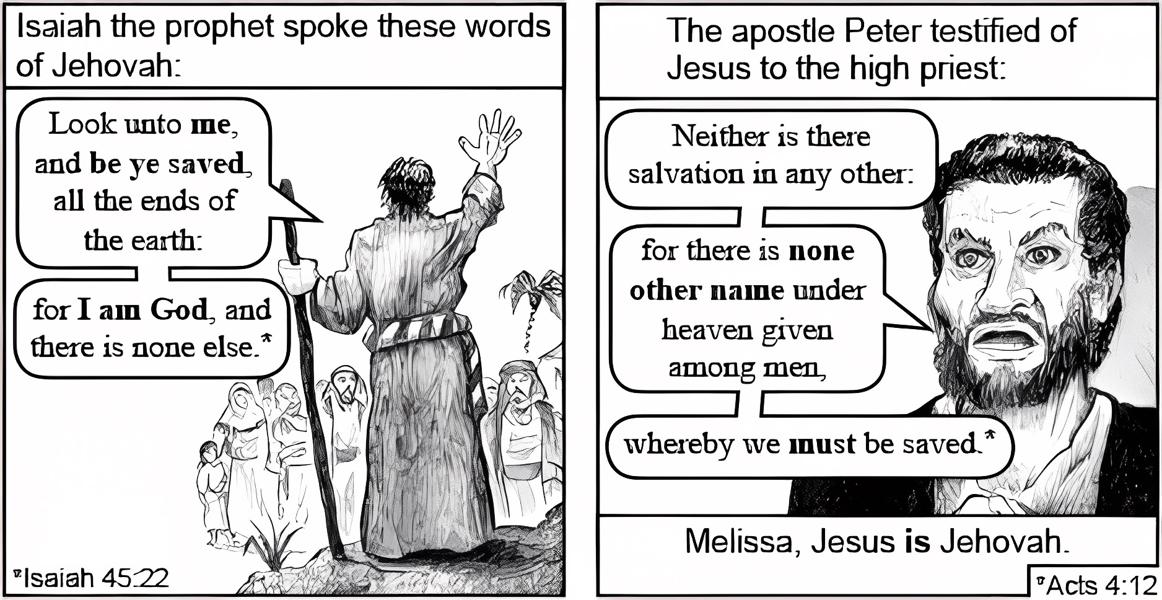 Isaiah the prophet spoke these words
of Jehovah:
Look unto me,
and be ye saved,
all the ends of
the earth:
for I am God, and
there is none else.*
*Isaiah 45:22
The apostle Peter testified of
Jesus to the high priest:
Neither is there
salvation in any other:
for there is none
other name under
heaven given
among men,
whereby we must be saved.*
Melissa, Jesus is Jehovah.
*Acts 4:12